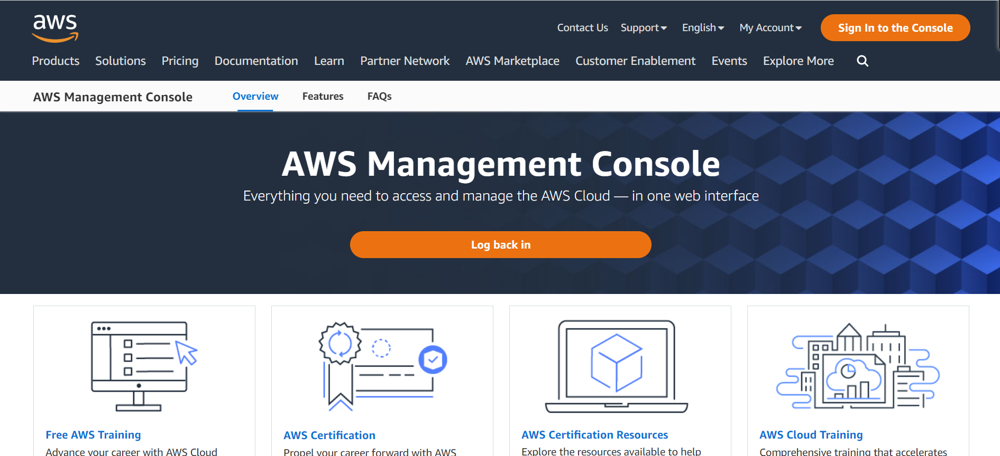 aws
Contact Us Support English My Account Sign In to the Console
Products Solutions Pricing Documentation Learn Partner Network AWS Marketplace Customer Enablement Events Explore More
AWS Management Console Overview Features FAQs
AWS Management Console
Everything you need to access and manage the AWS Cloud — in one web interface
Log back in
Free AWS Training
Advance your career with AWS Cloud
AWS Certification
Propel your career forward with AWS
AWS Certification Resources
Explore the resources available to help
AWS Cloud Training
Comprehensive training that accelerates